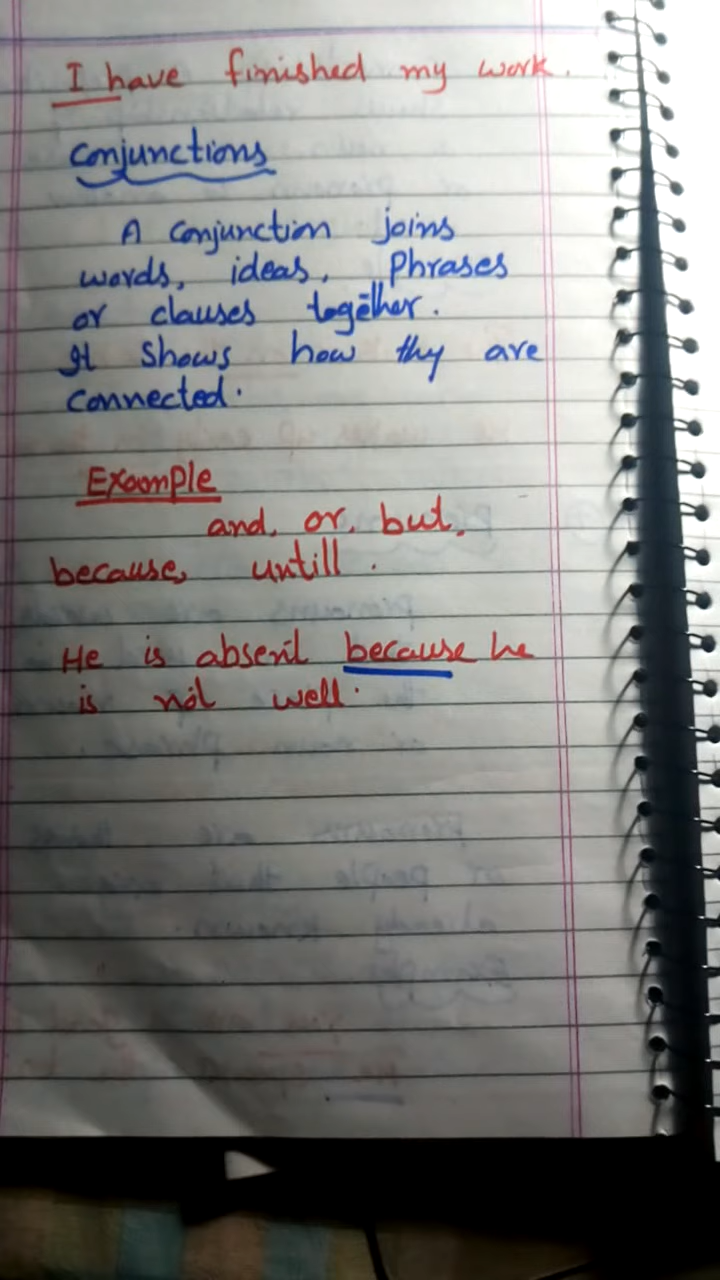 I have finished my work.
Conjunctions
A Conjunction joins
words, ideas, Phrases
or clauses together.
It Shows how thy are
Connected.
Example
and, or, but,
because, untill.
He is absent because he
is not well.